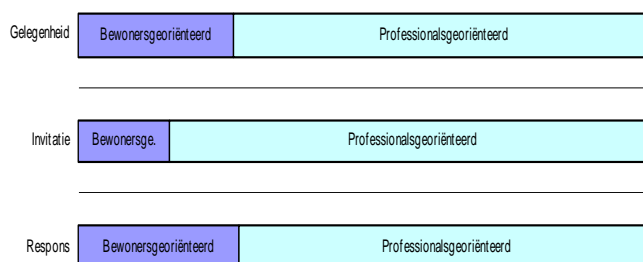 Gelegenheid Bewonersgeoriënteerd Professionalsgeoriënteerd
Invitatie Bewonersge. Professionalsgeoriënteerd
Respons Bewonersgeoriënteerd Professionalsgeoriënteerd